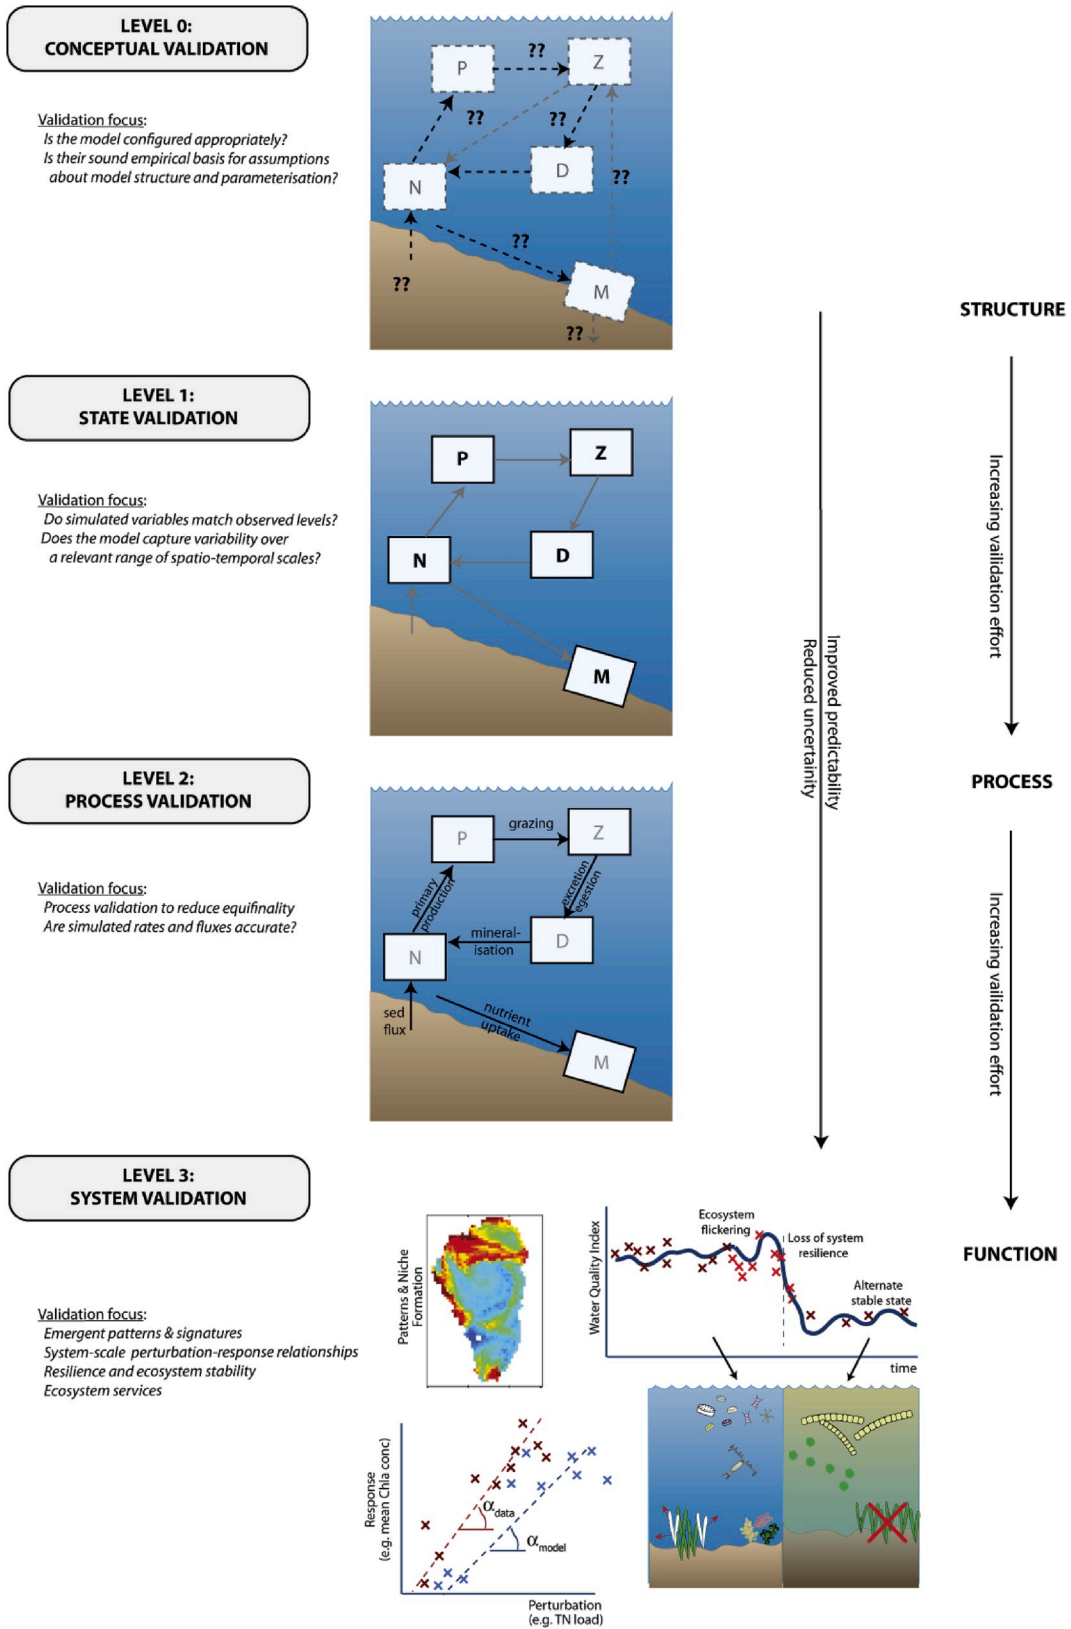 LEVEL 0:
CONCEPTUAL VALIDATION
Validation focus:
Is the model configured appropriately?
Is their sound empirical basis for assumptions
about model structure and parameterisation?
P
??
Z
??
??
N
D
??
??
??
M
??
STRUCTURE
Increasing vailidation effort
Improved predictability
Reduced uncertainity
LEVEL 1:
STATE VALIDATION
Validation focus:
Do simulated variables match observed levels?
Does the model capture variability over
a relevant range of spatio-temporal scales?
P
Z
N
D
M
PROCESS
Increasing vailidation effort
LEVEL 2:
PROCESS VALIDATION
Validation focus:
Process validation to reduce equifinality
Are simulated rates and fluxes accurate?
P
grazing
Z
primary
production
excretion
egestion
N
mineral-
isation
D
sed
flux
nutrient
uptake
M
LEVEL 3:
SYSTEM VALIDATION
Validation focus:
Emergent patterns & signatures
System-scale perturbation-response relationships
Resilience and ecosystem stability
Ecosystem services
Patterns & Niche
Formation
Water Quality Index
Ecosystem
flickering
Loss of system
resilience
Alternate
stable state
time
FUNCTION
Response
(e.g. mean Chla conc)
αdata
αmodel
Perturbation
(e.g. TN load)